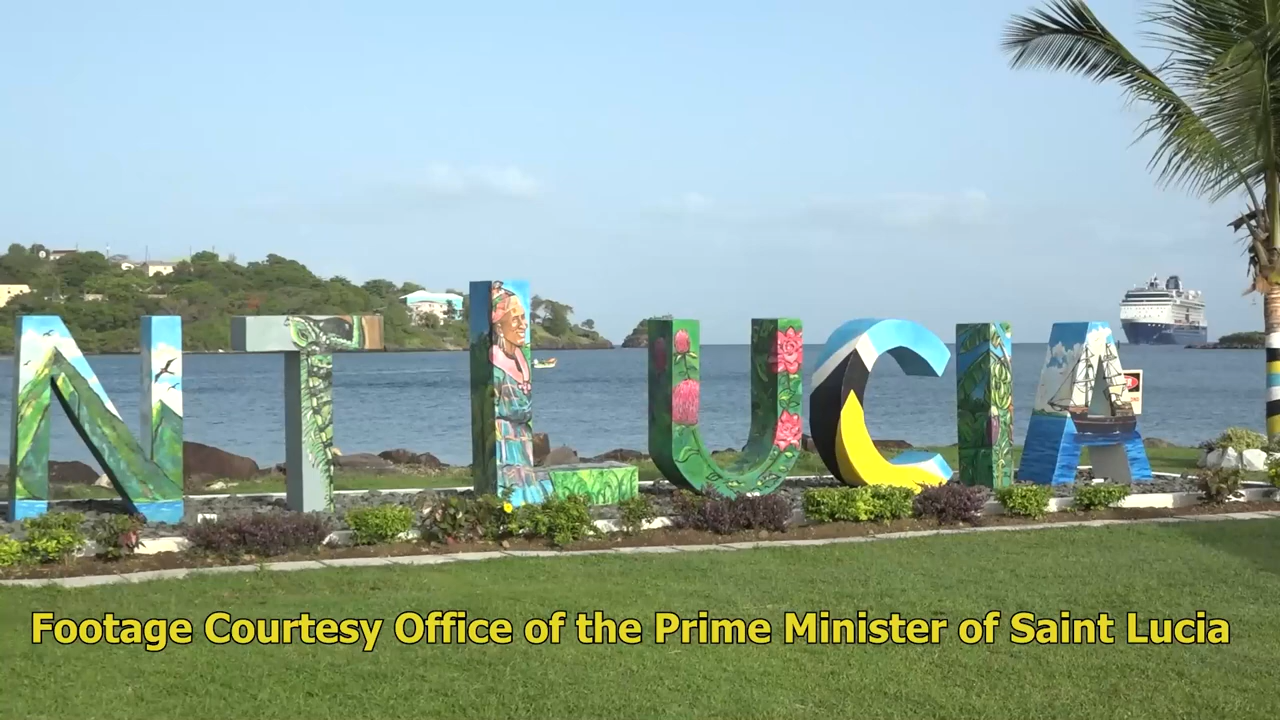 NT LUCIA
Footage Courtesy Office of the Prime Minister of Saint Lucia